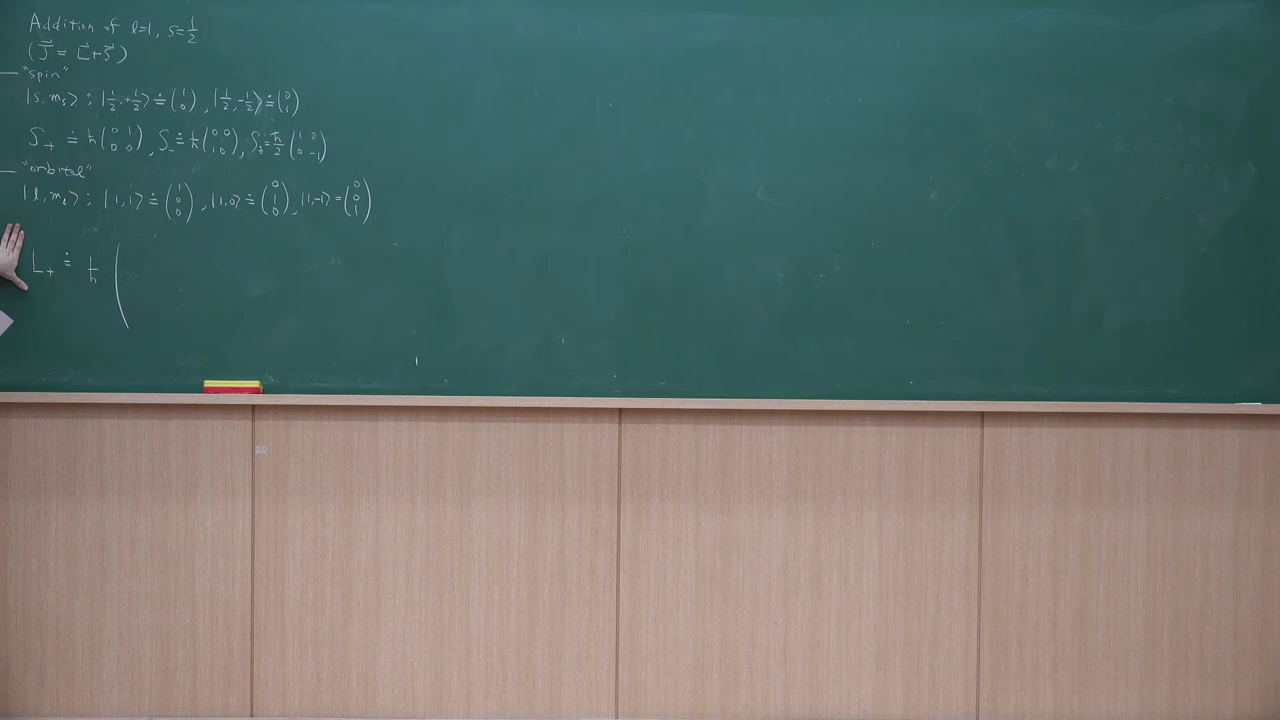 Addition of l=1, s=1/2
(J⃗ = L⃗+S⃗)
— "spin"
|s, m_s> ; |1/2, +1/2> ≐ (1 0), |1/2, -1/2> ≐ (0 1)
S_+ ≐ ħ (0 1 0 0), S_- ≐ ħ (0 0 1 0), S_z ≐ ħ/2 (1 0 0 -1)
— "orbital"
|l, m_l> ; |1, 1> ≐ (1 0 0), |1, 0> ≐ (0 1 0), |1, -1> = (0 0 1)
L_+ ≐ ħ (